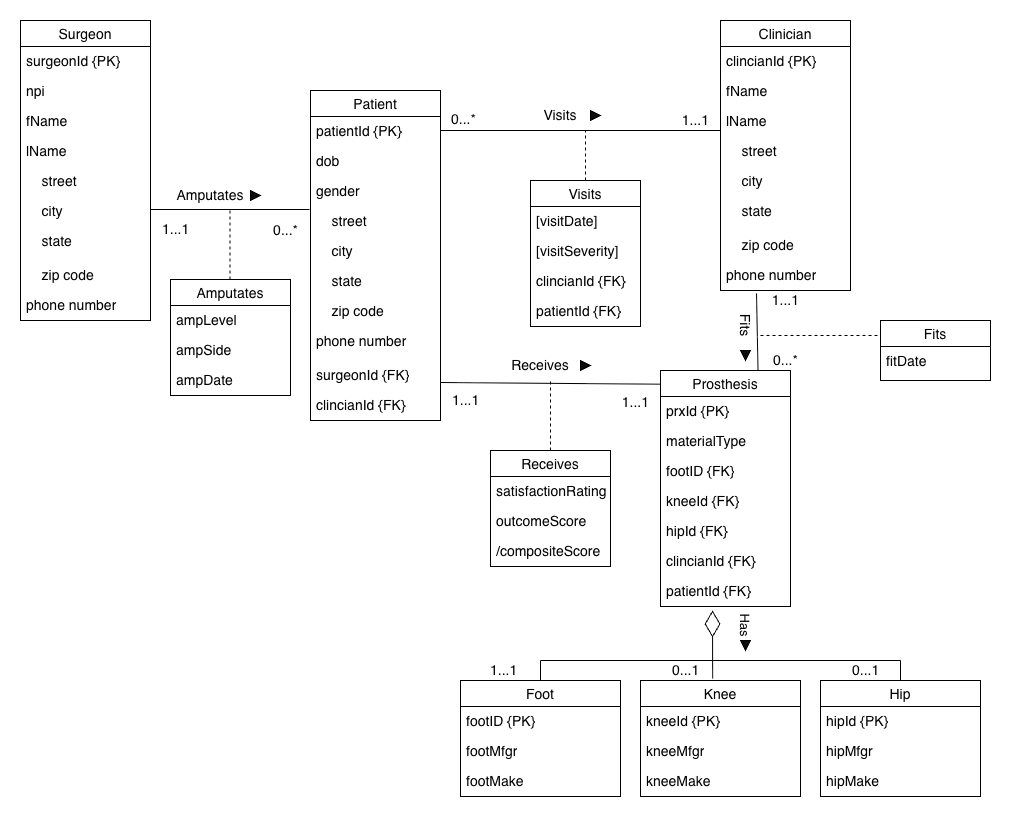 Surgeon
surgeonId {PK}
npi
fName
lName
street
city
state
zip code
phone number
Amputates
1...1
0...*
Amputates
ampLevel
ampSide
ampDate
Patient
patientId {PK}
dob
gender
street
city
state
zip code
phone number
surgeonId {FK}
clincianId {FK}
0...*
Visits
1...1
Visits
[visitDate]
[visitSeverity]
clincianId {FK}
patientId {FK}
Clinician
clincianId {PK}
fName
lName
street
city
state
zip code
phone number
1...1
Fits
0...*
Fits
fitDate
Receives
1...1
1...1
Receives
satisfactionRating
outcomeScore
/compositeScore
Prosthesis
prxId {PK}
materialType
footID {FK}
kneeId {FK}
hipId {FK}
clincianId {FK}
patientId {FK}
Has
1...1
0...1
0...1
Foot
footID {PK}
footMfgr
footMake
Knee
kneeId {PK}
kneeMfgr
kneeMake
Hip
hipId {PK}
hipMfgr
hipMake